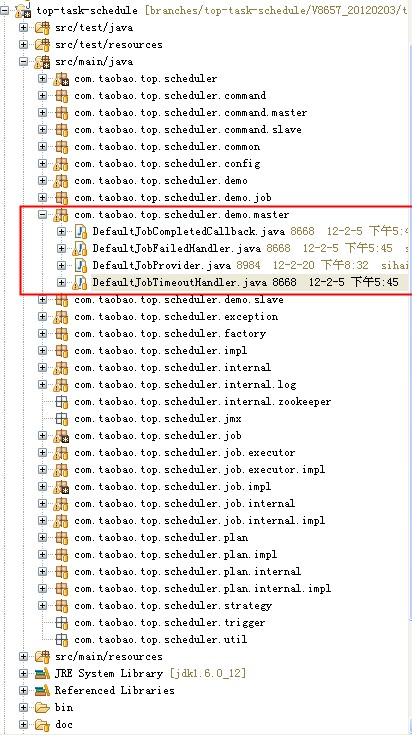 top-task-schedule [branches/top-task-schedule/V8657_20120203/t
src/test/java
src/test/resources
src/main/java
com.taobao.top.scheduler
com.taobao.top.scheduler.command
com.taobao.top.scheduler.command.master
com.taobao.top.scheduler.command.slave
com.taobao.top.scheduler.common
com.taobao.top.scheduler.config
com.taobao.top.scheduler.demo
com.taobao.top.scheduler.demo.job
com.taobao.top.scheduler.demo.master
DefaultJobCompletedCallback.java 8668 12-2-5 下午5:4
DefaultJobFailedHandler.java 8668 12-2-5 下午5:45 s
DefaultJobProvider.java 8984 12-2-20 下午8:32 sihai
DefaultJobTimeoutHandler.java 8668 12-2-5 下午5:45
com.taobao.top.scheduler.demo.slave
com.taobao.top.scheduler.exception
com.taobao.top.scheduler.factory
com.taobao.top.scheduler.impl
com.taobao.top.scheduler.internal
com.taobao.top.scheduler.internal.log
com.taobao.top.scheduler.internal.zookeeper
com.taobao.top.scheduler.jmx
com.taobao.top.scheduler.job
com.taobao.top.scheduler.job.executor
com.taobao.top.scheduler.job.executor.impl
com.taobao.top.scheduler.job.impl
com.taobao.top.scheduler.job.internal
com.taobao.top.scheduler.job.internal.impl
com.taobao.top.scheduler.plan
com.taobao.top.scheduler.plan.impl
com.taobao.top.scheduler.plan.internal
com.taobao.top.scheduler.plan.internal.impl
com.taobao.top.scheduler.strategy
com.taobao.top.scheduler.trigger
com.taobao.top.scheduler.util
src/main/resources
JRE System Library [jdk1.6.0_12]
Referenced Libraries
bin
doc